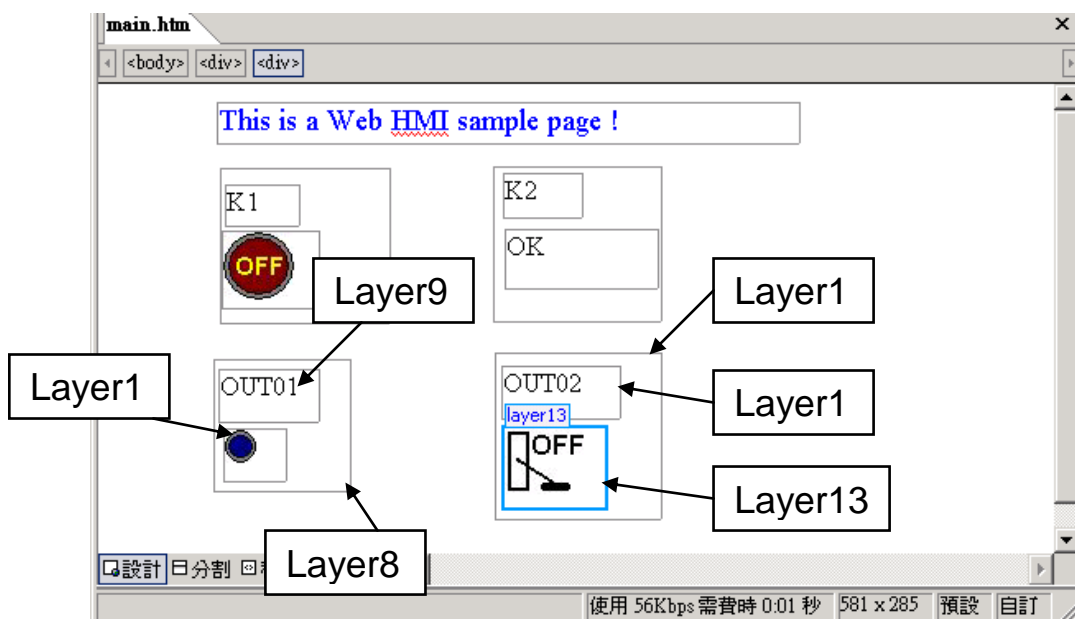 main.htm
<body> <div> <div>
This is a Web HMI sample page !
K1
K2
OFF
OK
Layer9
Layer1
Layer1
OUT01
OUT02
Layer1
layer13
OFF
Layer13
Layer8
設計 分割
使用 56Kbps 需費時 0:01 秒 581 x 285 預設 自訂